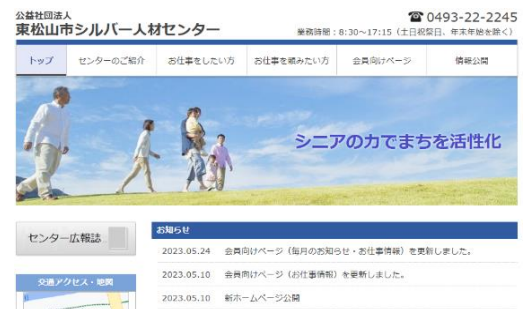 公益社団法人
東松山市シルバー人材センター
☎ 0493-22-2245
業務時間：8:30～17:15（土日祝祭日、年末年始を除く）
トップ センターのご紹介 お仕事をしたい方 お仕事を頼みたい方 会員向けページ 情報公開
シニアの力でまちを活性化
センター広報誌
お知らせ
2023.05.24 会員向けページ（毎月のお知らせ・お仕事情報）を更新しました。
2023.05.10 会員向けページ（お仕事情報）を更新しました。
交通アクセス・地図
2023.05.10 新ホームページ公開